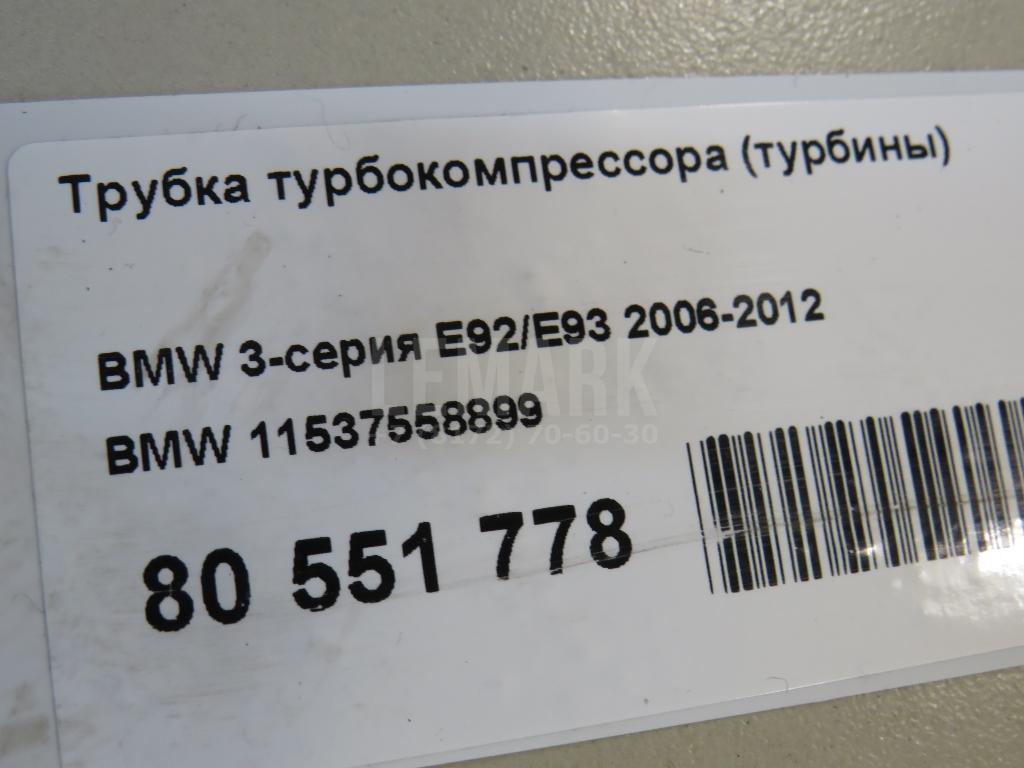 Трубка турбокомпрессора (турбины)
BMW 3-серия E92/E93 2006-2012
LEMARK
BMW 11537558899
70-60-30
80 551 778